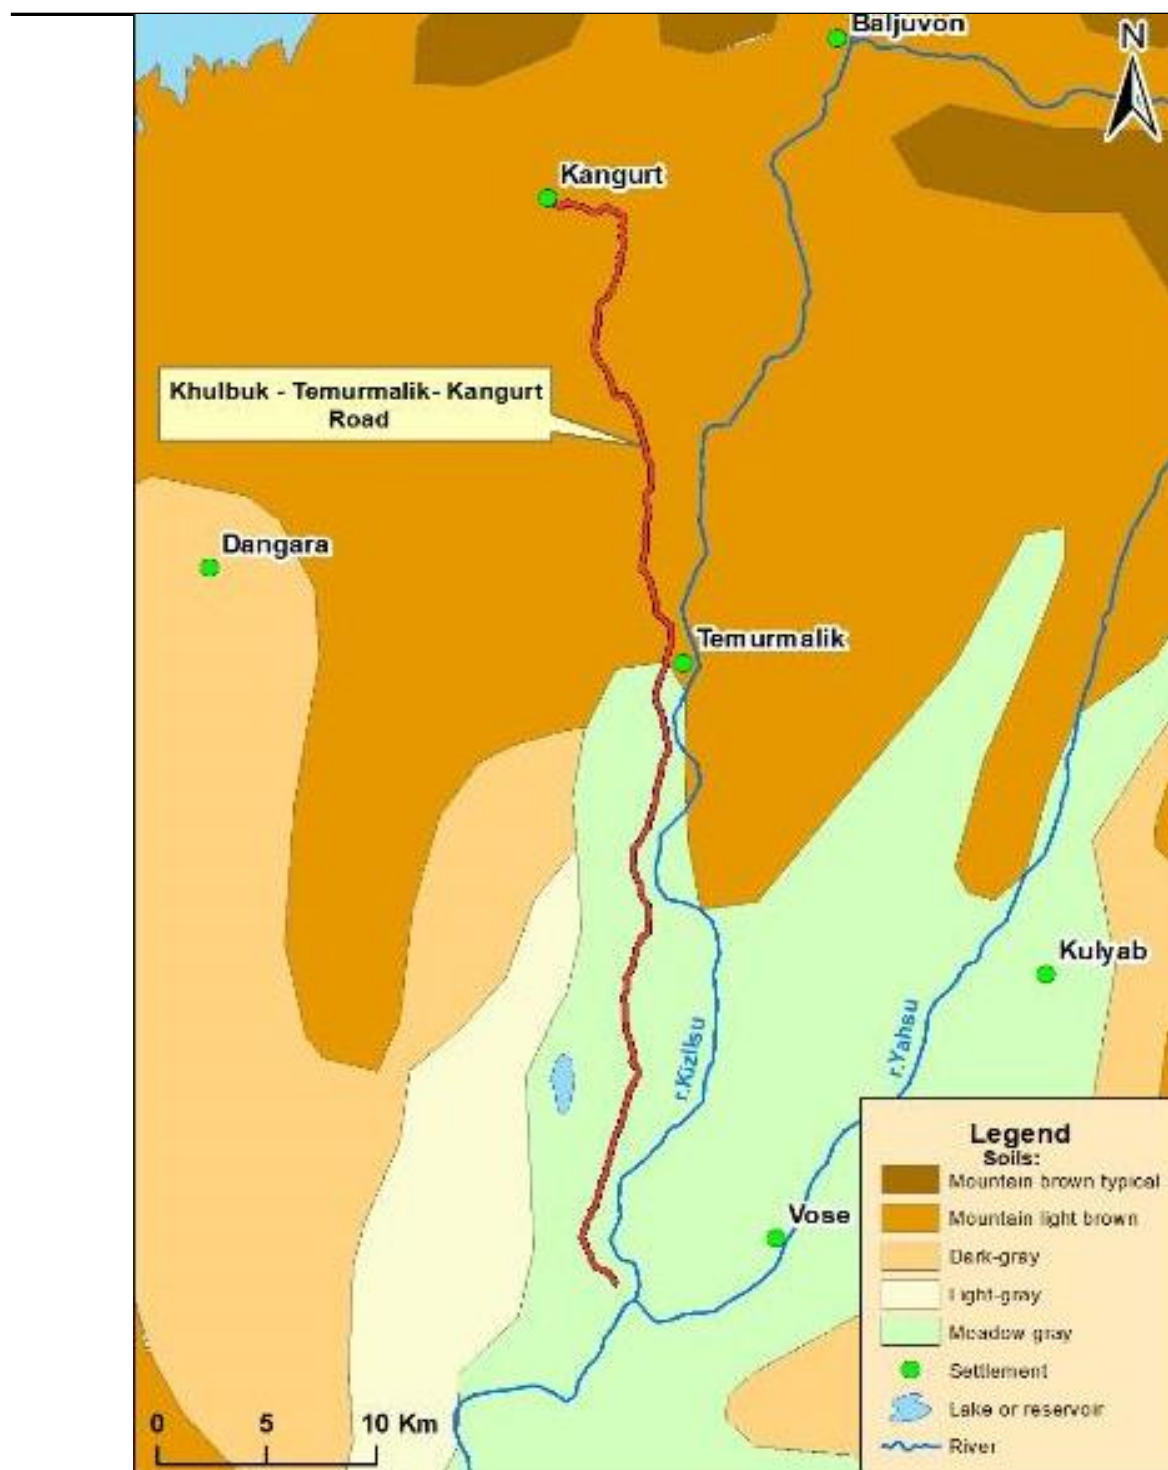 Baljuvon
N
Kangurt
Khulbuk - Temurmalik- Kangurt
Road
Dangara
Temurmalik
Kulyab
r.Yahsu
r.Kizilsu
Vose
Legend
Soils:
Mountain brown typical
Mountain light brown
Dark-gray
Light-gray
Meadow gray
Settlement
Lake or reservoir
River
0 5 10 Km